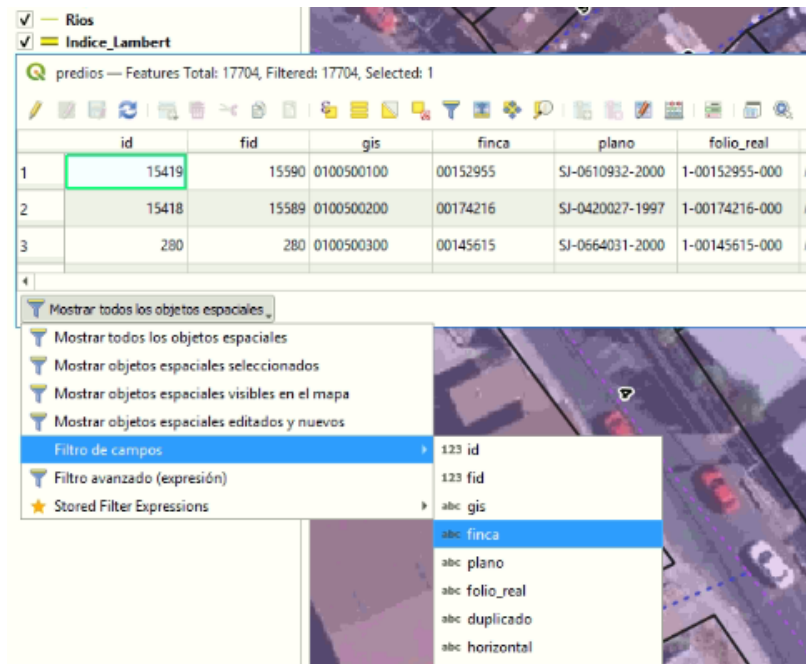 Rios
Indice_Lambert
predios — Features Total: 17704, Filtered: 17704, Selected: 1
id fid gis finca plano folio_real
1 15419 15590 0100500100 00152955 SJ-0610932-2000 1-00152955-000
2 15418 15589 0100500200 00174216 SJ-0420027-1997 1-00174216-000
3 280 280 0100500300 00145615 SJ-0664031-2000 1-00145615-000
Mostrar todos los objetos espaciales
Mostrar todos los objetos espaciales
Mostrar objetos espaciales seleccionados
Mostrar objetos espaciales visibles en el mapa
Mostrar objetos espaciales editados y nuevos
Filtro de campos
123 id
Filtro avanzado (expresión)
123 fid
Stored Filter Expressions
abc gis
abc finca
abc plano
abc folio_real
abc duplicado
abc horizontal
4